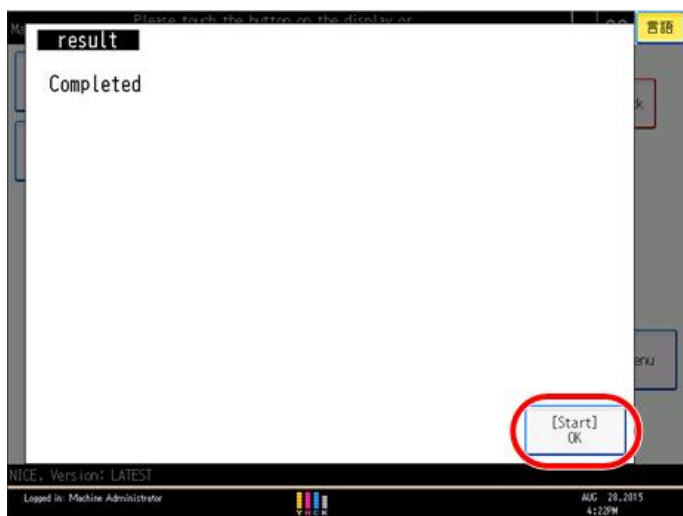 Please touch the button on the display or
言語
result
Completed
enu
[Start]
OK
NICE, Version: LATEST
Logged in: Machine Administrator
Y M C K
AUG 28,2015
4:22PM